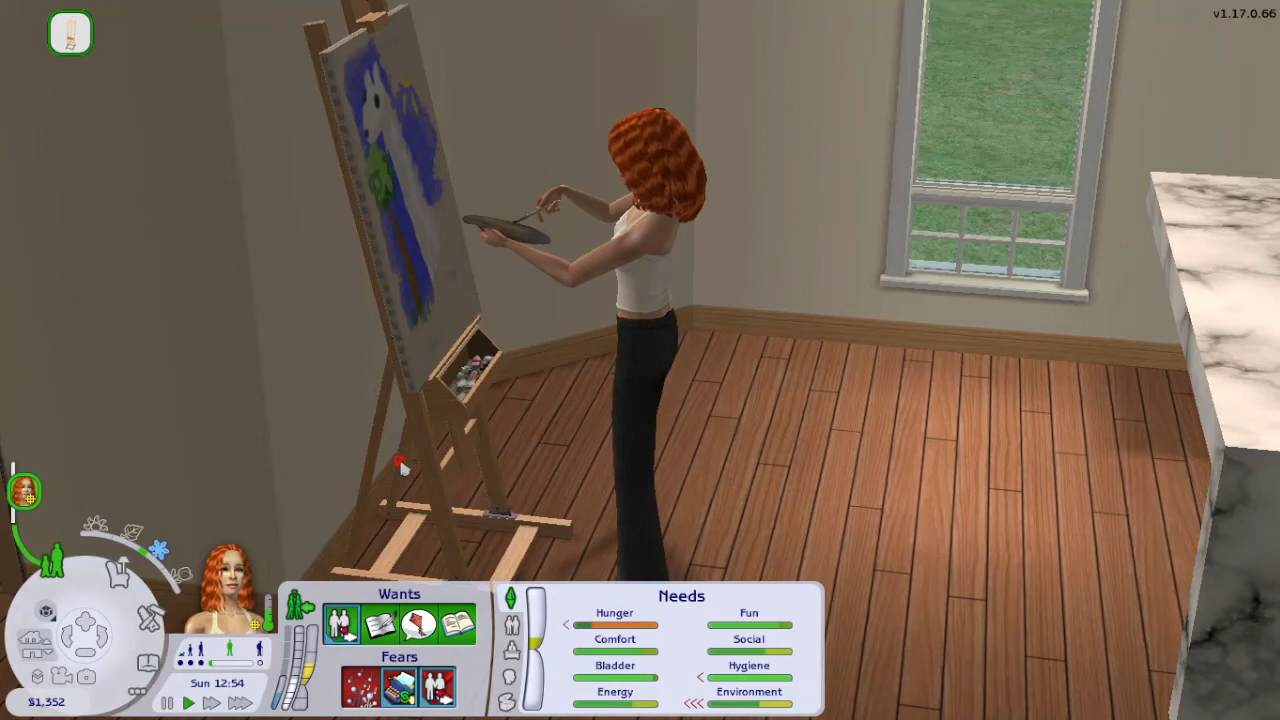 v1.17.0.66
Wants
Needs
Hunger
Fun
Comfort
Social
Fears
Bladder
Hygiene
Sun 12:54
Energy
Environment
$1,352